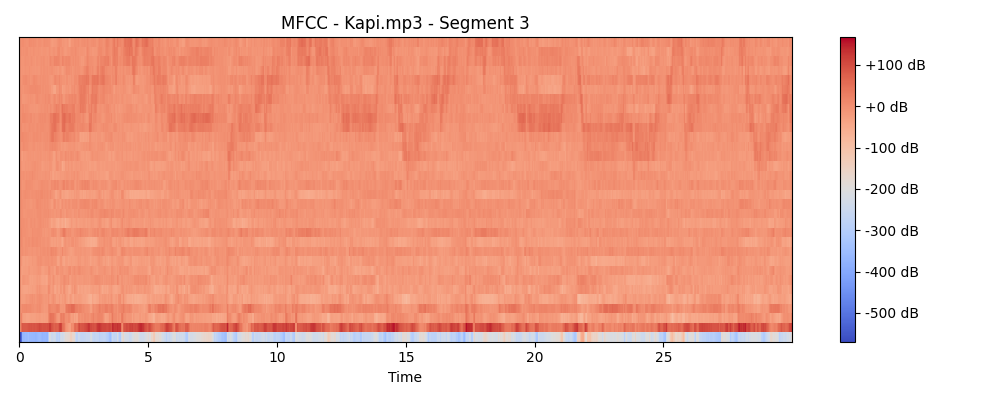 MFCC - Kapi.mp3 - Segment 3
+100 dB
+0 dB
-100 dB
-200 dB
-300 dB
-400 dB
-500 dB
0 5 10 15 20 25
Time